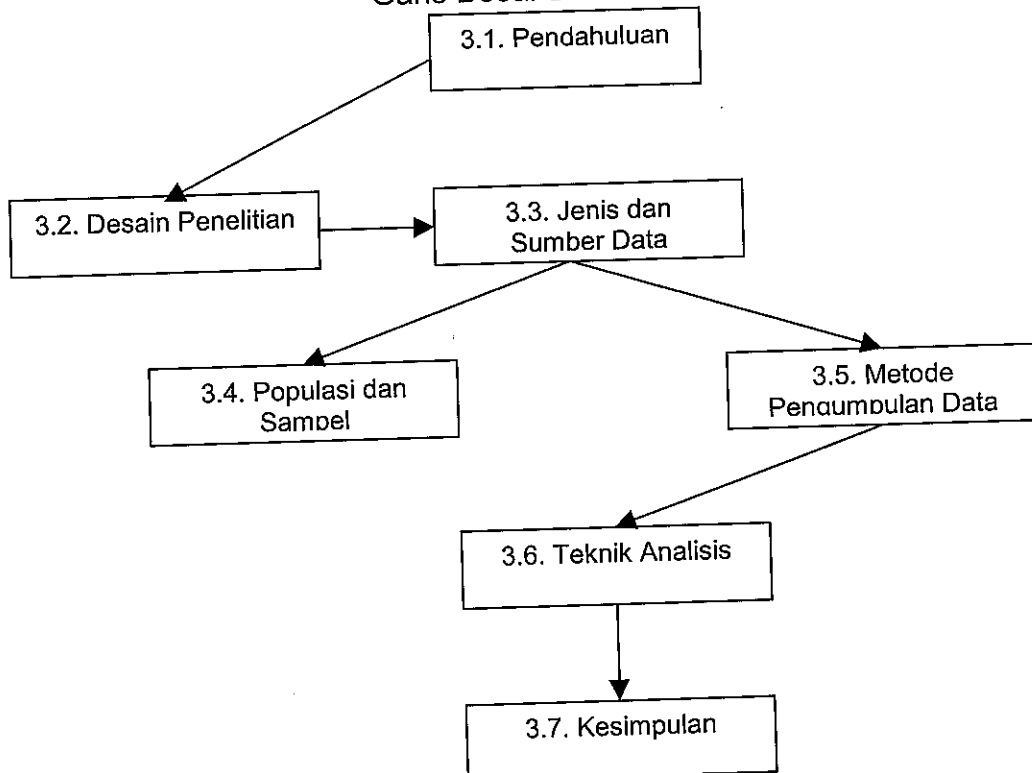 3.1. Pendahuluan
3.2. Desain Penelitian
3.3. Jenis dan
Sumber Data
3.4. Populasi dan
Sampel
3.5. Metode
Pengumpulan Data
3.6. Teknik Analisis
3.7. Kesimpulan